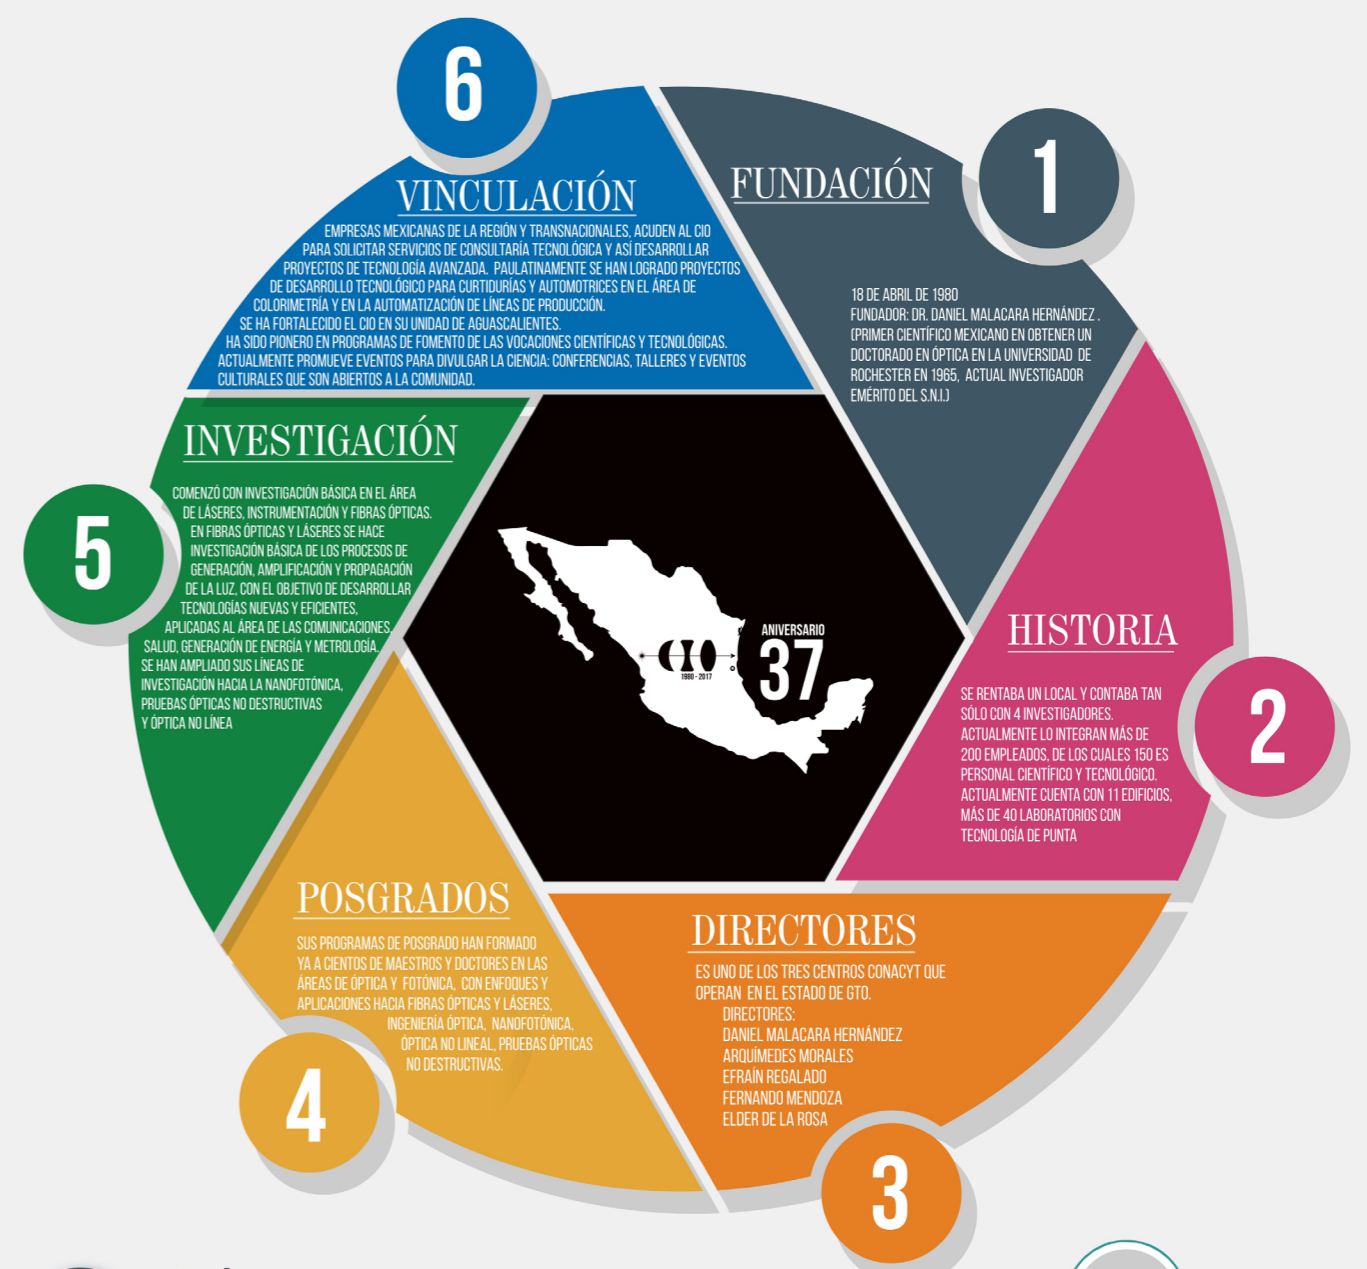 1
FUNDACIÓN
18 DE ABRIL DE 1980
FUNDADOR: DR. DANIEL MALACARA HERNÁNDEZ .
(PRIMER CIENTÍFICO MEXICANO EN OBTENER UN
DOCTORADO EN ÓPTICA EN LA UNIVERSIDAD DE
ROCHESTER EN 1965, ACTUAL INVESTIGADOR
EMÉRITO DEL S.N.I.)
2
HISTORIA
SE RENTABA UN LOCAL Y CONTABA TAN
SÓLO CON 4 INVESTIGADORES.
ACTUALMENTE LO INTEGRAN MÁS DE
200 EMPLEADOS, DE LOS CUALES 150 ES
PERSONAL CIENTÍFICO Y TECNOLÓGICO.
ACTUALMENTE CUENTA CON 11 EDIFICIOS,
MÁS DE 40 LABORATORIOS CON
TECNOLOGÍA DE PUNTA
3
DIRECTORES
ES UNO DE LOS TRES CENTROS CONACYT QUE
OPERAN EN EL ESTADO DE GTO.
DIRECTORES:
DANIEL MALACARA HERNÁNDEZ
ARQUÍMEDES MORALES
EFRAÍN REGALADO
FERNANDO MENDOZA
ELDER DE LA ROSA
4
POSGRADOS
SUS PROGRAMAS DE POSGRADO HAN FORMADO
YA A CIENTOS DE MAESTROS Y DOCTORES EN LAS
ÁREAS DE ÓPTICA Y FOTÓNICA, CON ENFOQUES Y
APLICACIONES HACIA FIBRAS ÓPTICAS Y LÁSERES,
INGENIERÍA ÓPTICA, NANOFOTÓNICA,
ÓPTICA NO LINEAL, PRUEBAS ÓPTICAS
NO DESTRUCTIVAS.
5
INVESTIGACIÓN
COMENZÓ CON INVESTIGACIÓN BÁSICA EN EL ÁREA
DE LÁSERES, INSTRUMENTACIÓN Y FIBRAS ÓPTICAS.
EN FIBRAS ÓPTICAS Y LÁSERES SE HACE
INVESTIGACIÓN BÁSICA DE LOS PROCESOS DE
GENERACIÓN, AMPLIFICACIÓN Y PROPAGACIÓN
DE LA LUZ, CON EL OBJETIVO DE DESARROLLAR
TECNOLOGÍAS NUEVAS Y EFICIENTES,
APLICADAS AL ÁREA DE LAS COMUNICACIONES,
SALUD, GENERACIÓN DE ENERGÍA Y METROLOGÍA.
SE HAN AMPLIADO SUS LÍNEAS DE
INVESTIGACIÓN HACIA LA NANOFOTÓNICA,
PRUEBAS ÓPTICAS NO DESTRUCTIVAS
Y ÓPTICA NO LÍNEA
6
VINCULACIÓN
EMPRESAS MEXICANAS DE LA REGIÓN Y TRANSNACIONALES, ACUDEN AL CIO
PARA SOLICITAR SERVICIOS DE CONSULTARÍA TECNOLÓGICA Y ASÍ DESARROLLAR
PROYECTOS DE TECNOLOGÍA AVANZADA. PAULATINAMENTE SE HAN LOGRADO PROYECTOS
DE DESARROLLO TECNOLÓGICO PARA CURTIDURÍAS Y AUTOMOTRICES EN EL ÁREA DE
COLORIMETRÍA Y EN LA AUTOMATIZACIÓN DE LÍNEAS DE PRODUCCIÓN.
SE HA FORTALECIDO EL CIO EN SU UNIDAD DE AGUASCALIENTES.
HA SIDO PIONERO EN PROGRAMAS DE FOMENTO DE LAS VOCACIONES CIENTÍFICAS Y TECNOLÓGICAS.
ACTUALMENTE PROMUEVE EVENTOS PARA DIVULGAR LA CIENCIA: CONFERENCIAS, TALLERES Y EVENTOS
CULTURALES QUE SON ABIERTOS A LA COMUNIDAD.
CIO
1980 - 2017
ANIVERSARIO
37